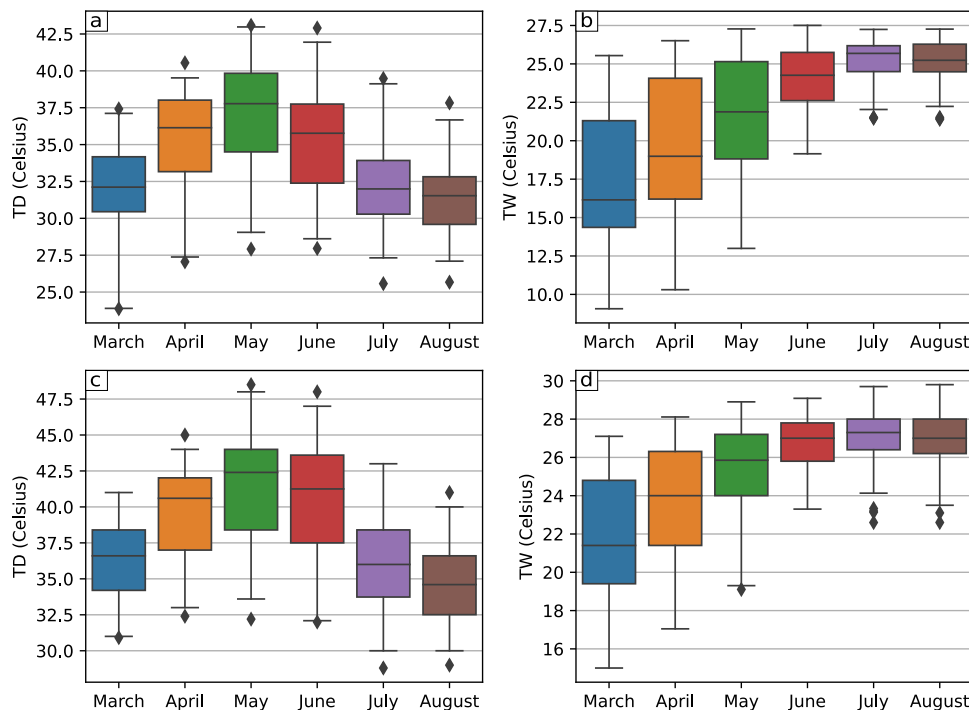 a
TD (Celsius)
42.5
40.0
37.5
35.0
32.5
30.0
27.5
25.0
March April May June July August
b
TW (Celsius)
27.5
25.0
22.5
20.0
17.5
15.0
12.5
10.0
March April May June July August
c
TD (Celsius)
47.5
45.0
42.5
40.0
37.5
35.0
32.5
30.0
March April May June July August
d
TW (Celsius)
30
28
26
24
22
20
18
16
March April May June July August